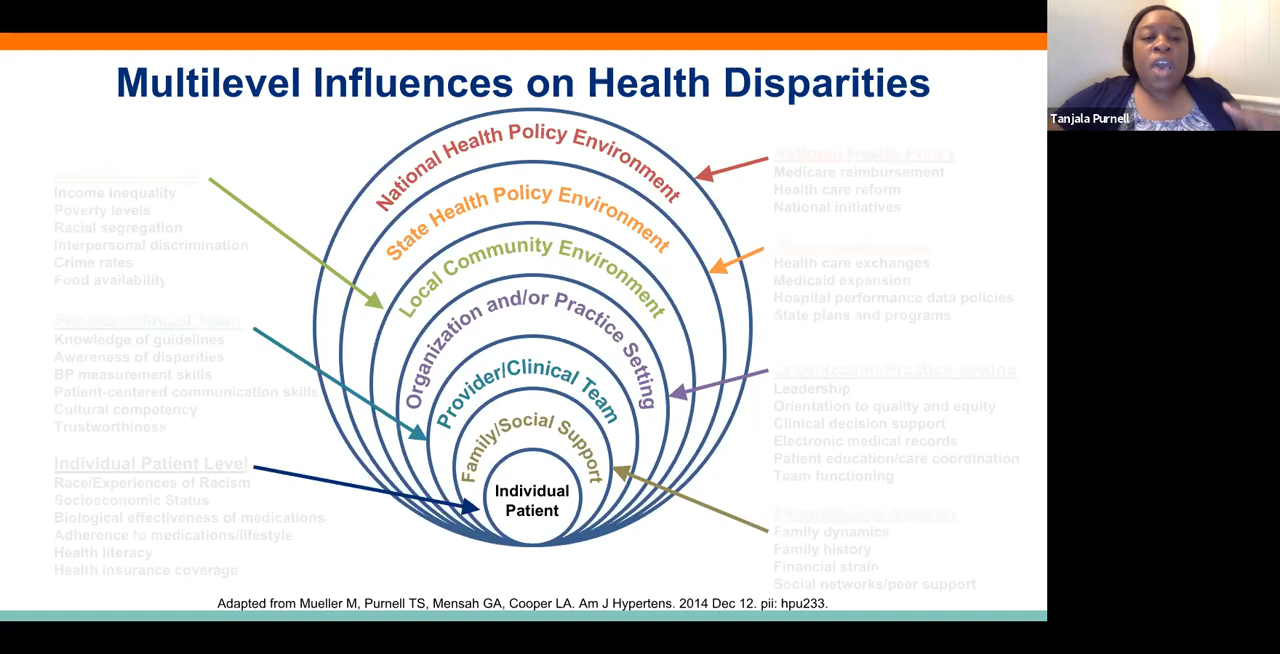 Multilevel Influences on Health Disparities
Tanjala Purnell
National Health Policy Environment
State Health Policy Environment
Local Community Environment
Organization and/or Practice Setting
Provider/Clinical Team
Family/Social Support
Individual
Patient
Income inequality
Poverty levels
Racial segregation
Interpersonal discrimination
Crime rates
Food availability
Provider/Clinical Team
Knowledge of guidelines
Awareness of disparities
BP measurement skills
Patient-centered communication skills
Cultural competency
Trustworthiness
Individual Patient Level
Race/Experiences of Racism
Socioeconomic Status
Biological effectiveness of medications
Adherence to medications/lifestyle
Health literacy
Health insurance coverage
National Health Policy
Medicare reimbursement
Health care reform
National initiatives
Health care exchanges
Medicaid expansion
Hospital performance data policies
State plans and programs
Organization/Practice Setting
Leadership
Orientation to quality and equity
Clinical decision support
Electronic medical records
Patient education/care coordination
Team functioning
Family dynamics
Family history
Financial strain
Social networks/peer support
Adapted from Mueller M, Purnell TS, Mensah GA, Cooper LA. Am J Hypertens. 2014 Dec 12. pii: hpu233.